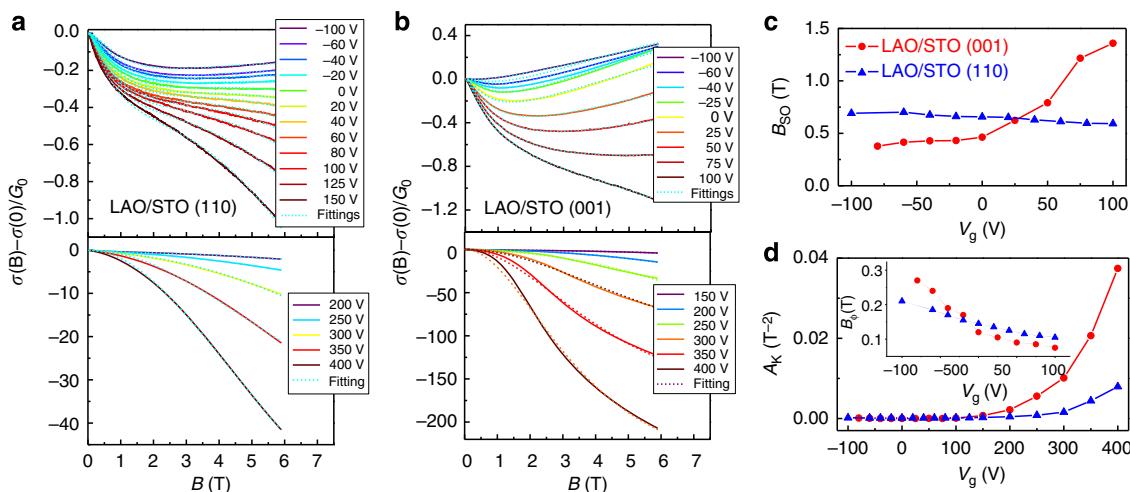 a
0.0
−0.2
−0.4
−0.6
−0.8
−1.0
−100 V
−60 V
−40 V
−20 V
0 V
20 V
40 V
60 V
80 V
100 V
125 V
150 V
Fittings
LAO/STO (110)
σ(B)−σ(0)/G0
0
−10
−20
−30
−40
200 V
250 V
300 V
350 V
400 V
Fitting
0 1 2 3 4 5 6 7
B (T)
b
0.4
0.0
−0.4
−0.8
−1.2
−100 V
−60 V
−40 V
−25 V
0 V
25 V
50 V
75 V
100 V
Fittings
LAO/STO (001)
σ(B)−σ(0)/G0
0
−50
−100
−150
−200
150 V
200 V
250 V
300 V
350 V
400 V
Fitting
0 1 2 3 4 5 6 7
B (T)
c
1.5
1.0
0.5
0.0
BSO (T)
LAO/STO (001)
LAO/STO (110)
−100 −50 0 50 100
Vg (V)
d
0.04
0.02
0.00
AK (T−2)
0.3
0.2
0.1
Bϕ(T)
−100 −500 50 100
Vg (V)
−100 0 100 200 300 400
Vg (V)